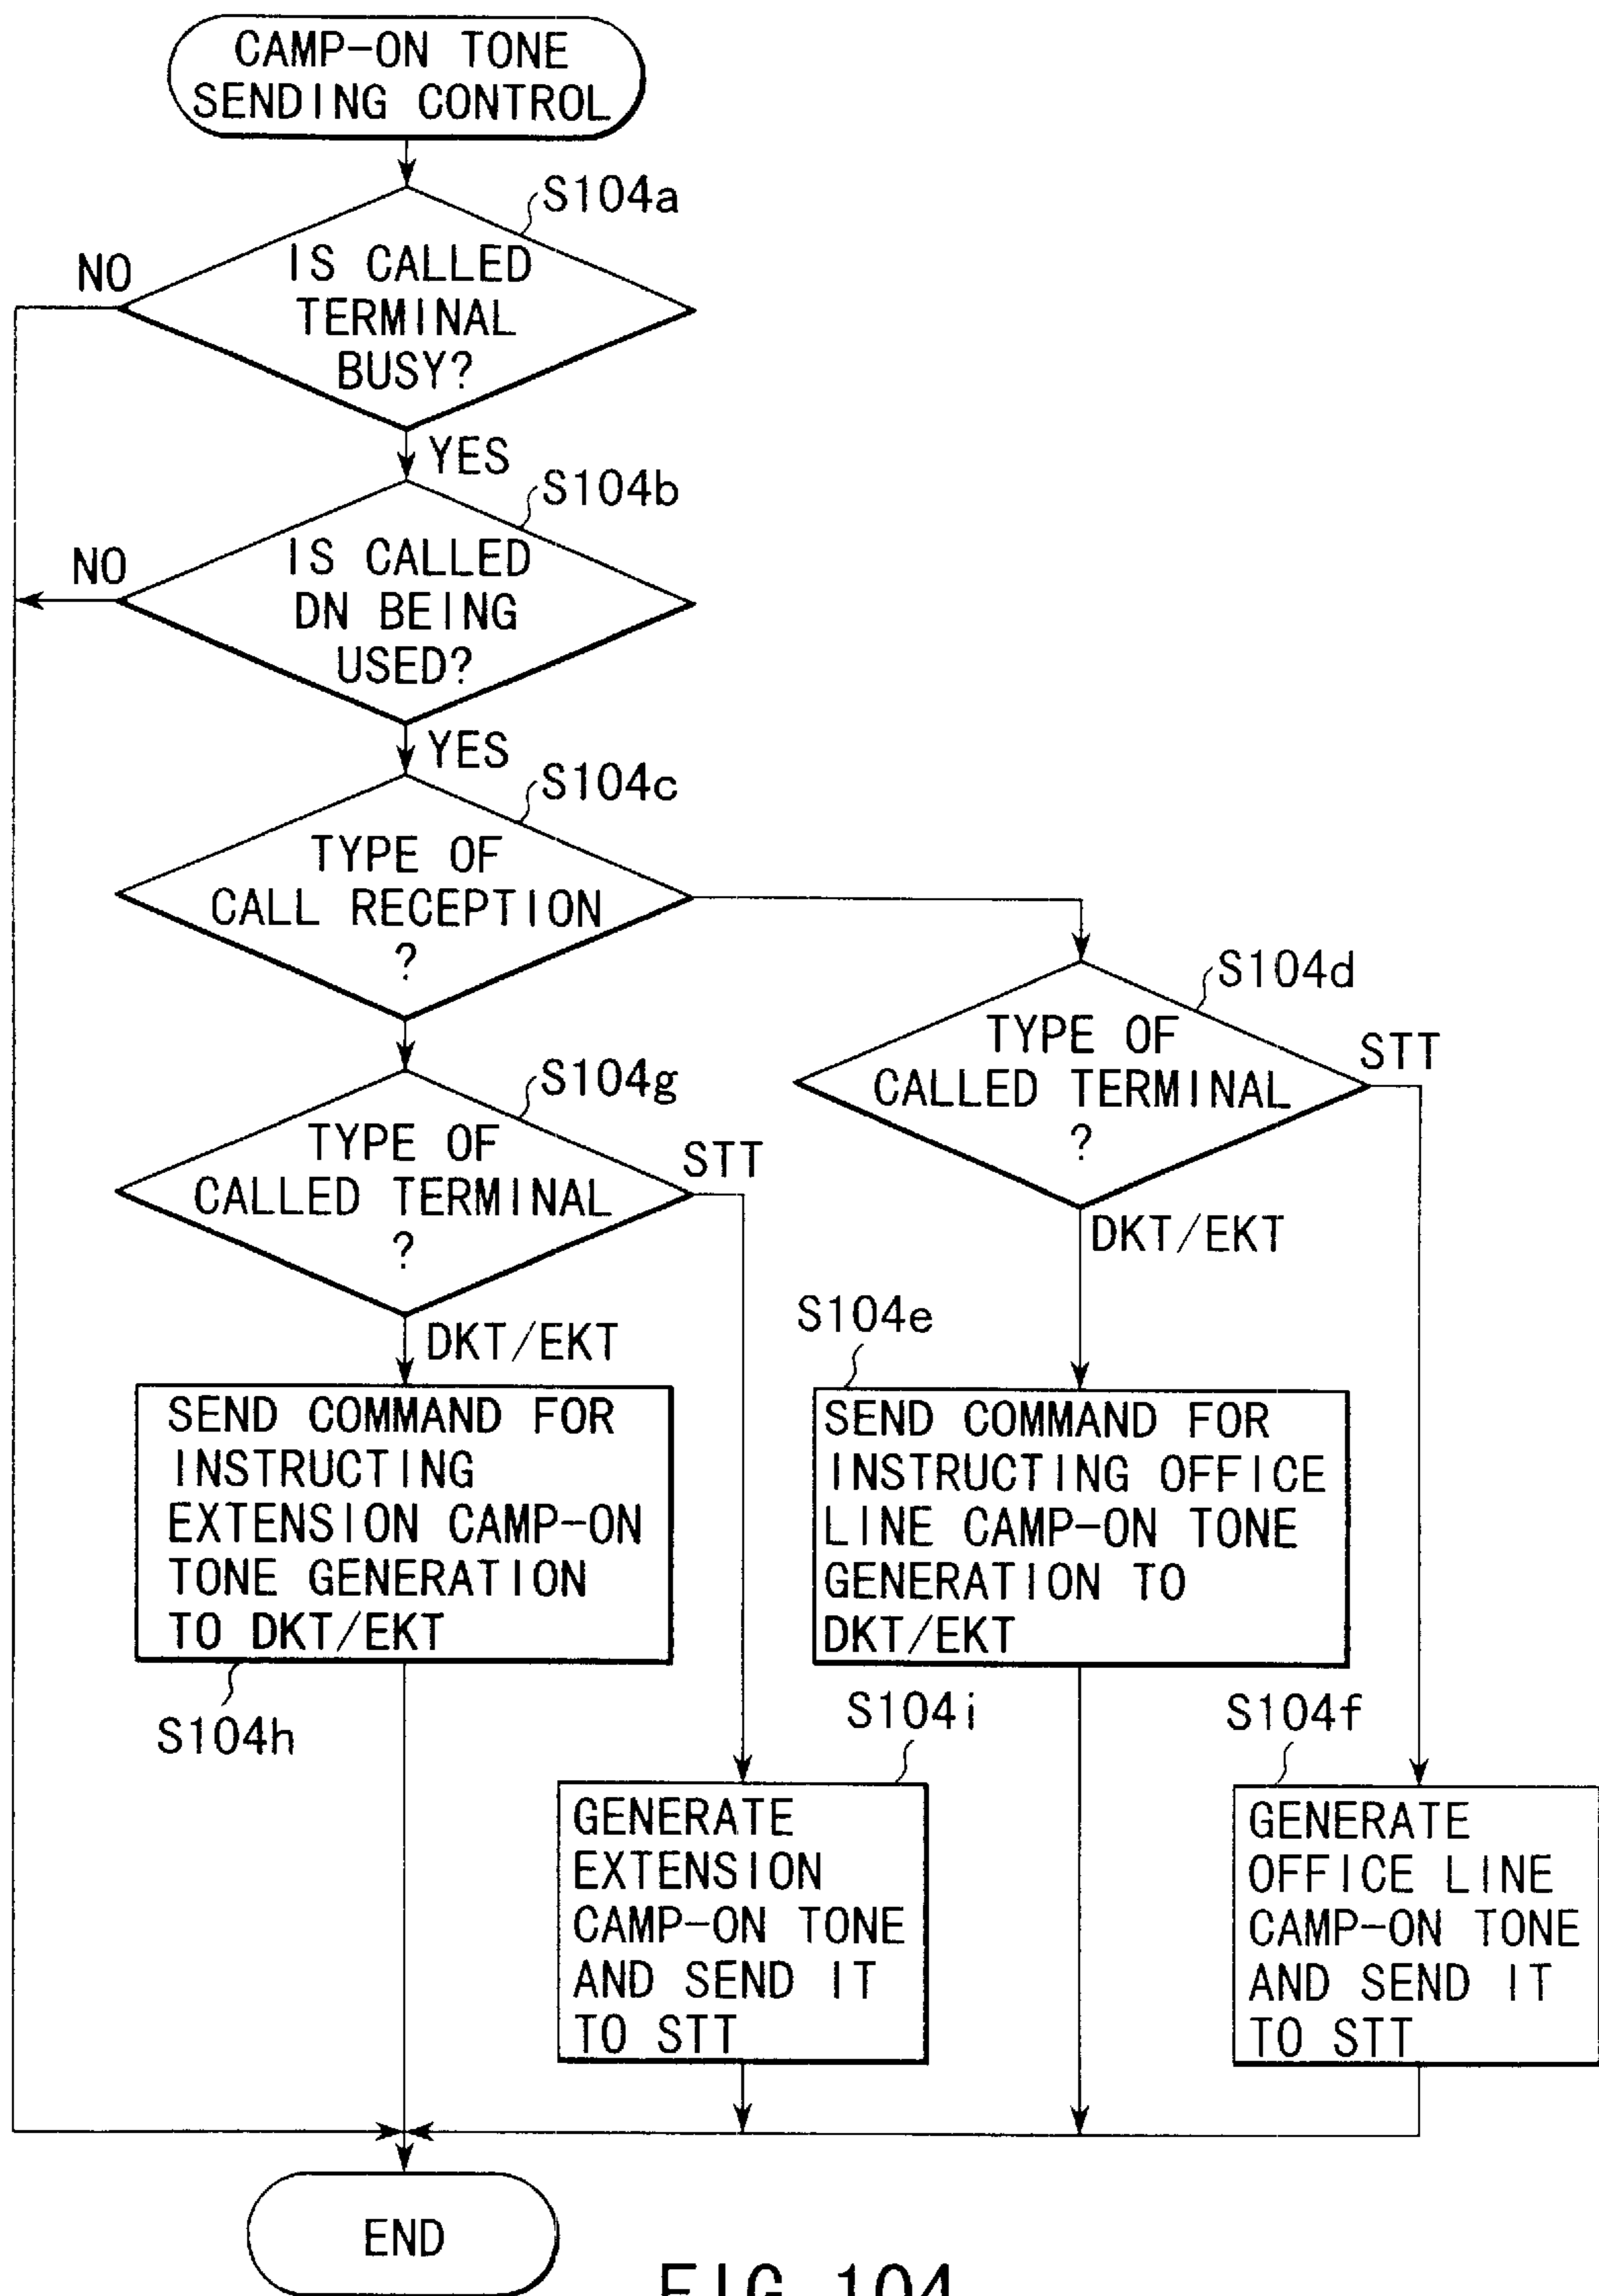 CAMP-ON TONE
SENDING CONTROL
S104a
NO
IS CALLED
TERMINAL
BUSY?
YES
S104b
NO
IS CALLED
DN BEING
USED?
YES
S104c
TYPE OF
CALL RECEPTION
?
S104d
TYPE OF
CALLED TERMINAL
?
STT
DKT/EKT
S104g
TYPE OF
CALLED TERMINAL
?
STT
DKT/EKT
S104e
SEND COMMAND FOR
INSTRUCTING
EXTENSION CAMP-ON
TONE GENERATION
TO DKT/EKT
S104h
SEND COMMAND FOR
INSTRUCTING OFFICE
LINE CAMP-ON TONE
GENERATION TO
DKT/EKT
S104i
GENERATE
EXTENSION
CAMP-ON TONE
AND SEND IT
TO STT
S104f
GENERATE
OFFICE LINE
CAMP-ON TONE
AND SEND IT
TO STT
END
FIG. 104